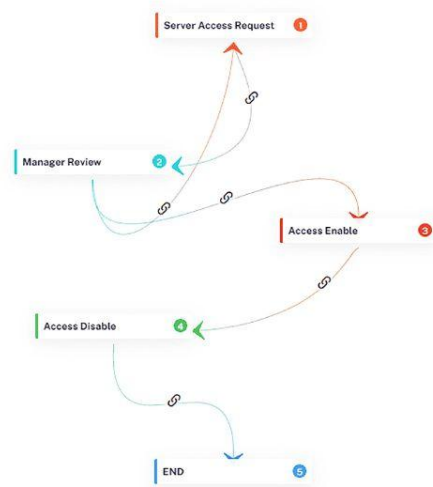 Server Access Request 1
Manager Review 2
Access Enable 3
Access Disable 4
END 5